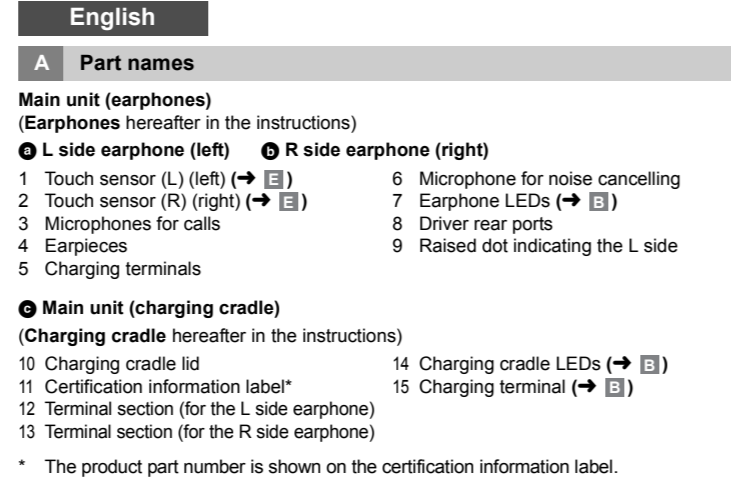 English
A Part names
Main unit (earphones)
(Earphones hereafter in the instructions)
ⓐ L side earphone (left) ⓑ R side earphone (right)
1 Touch sensor (L) (left) (➔ E)
2 Touch sensor (R) (right) (➔ E)
3 Microphones for calls
4 Earpieces
5 Charging terminals
6 Microphone for noise cancelling
7 Earphone LEDs (➔ B)
8 Driver rear ports
9 Raised dot indicating the L side
ⓒ Main unit (charging cradle)
(Charging cradle hereafter in the instructions)
10 Charging cradle lid
11 Certification information label*
12 Terminal section (for the L side earphone)
13 Terminal section (for the R side earphone)
14 Charging cradle LEDs (➔ B)
15 Charging terminal (➔ B)
* The product part number is shown on the certification information label.